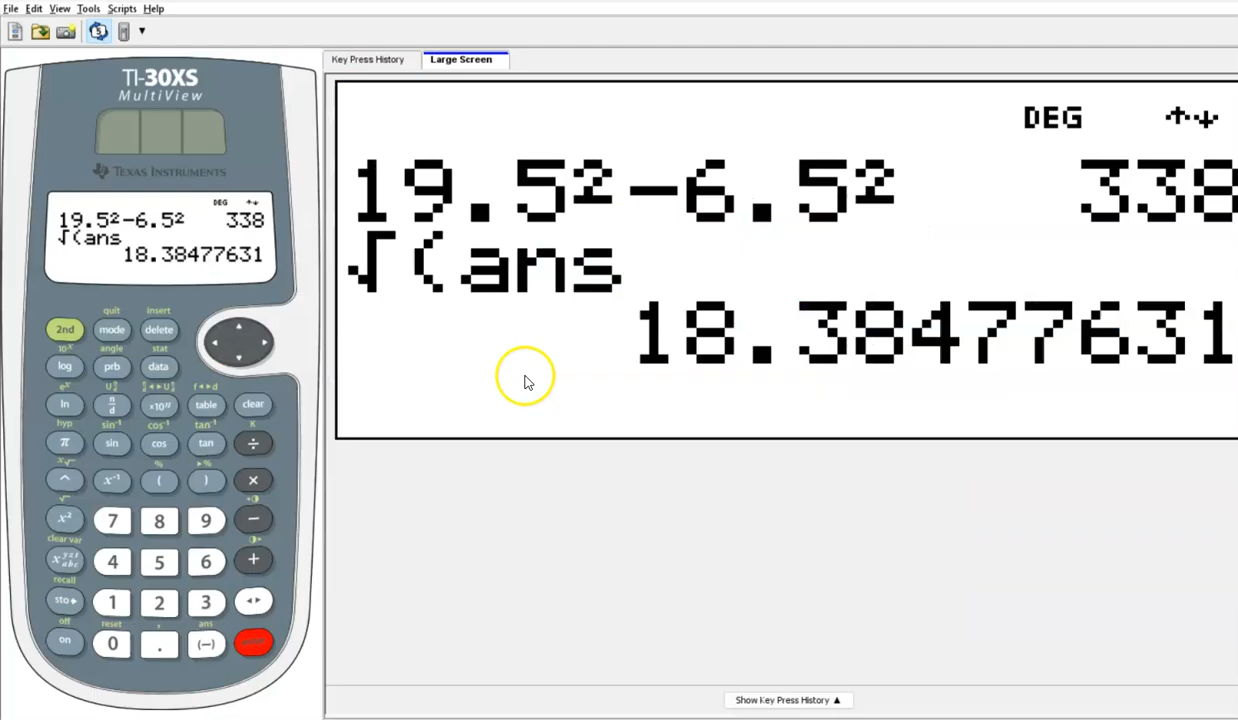 File Edit View Tools Scripts Help
Key Press History Large Screen
TI-30XS
MultiView
TEXAS INSTRUMENTS
DEG
19.5²-6.5² 338
√(ans
18.38477631
quit insert
2nd mode delete
10ˣ angle stat
log prb data
eˣ f◄►d
ln n/d ×10ⁿ table clear
hyp sin⁻¹ cos⁻¹ tan⁻¹ K
π sin cos tan ÷
ˣ√ % ►%
^ x⁻¹ ( ) ×
√
x² 7 8 9 −
clear var
x yzt abc 4 5 6 +
recall
sto► 1 2 3 ◄►
off reset , ans
on 0 . (−)
DEG
19.5²-6.5² 338
√(ans
18.38477631
Show Key Press History ▲